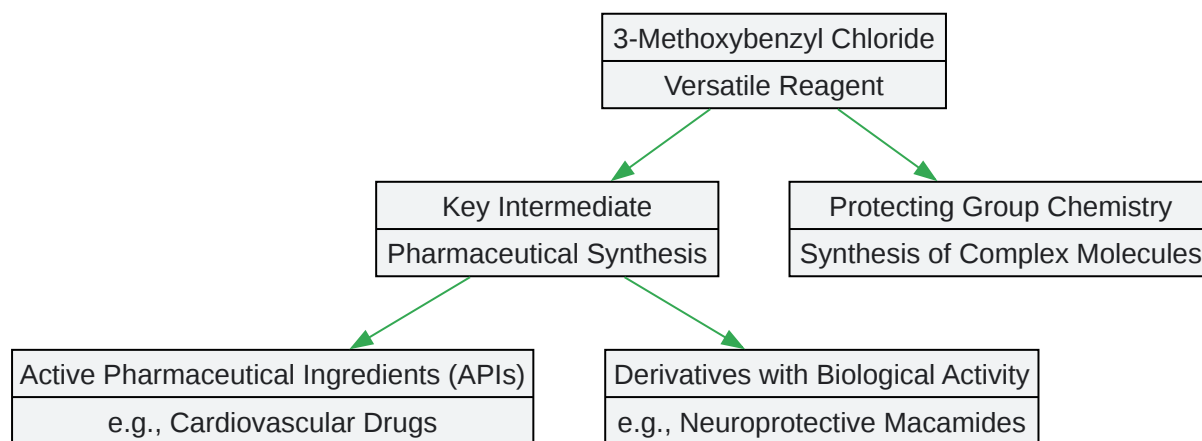 3-Methoxybenzyl Chloride
Versatile Reagent
Key Intermediate
Pharmaceutical Synthesis
Protecting Group Chemistry
Synthesis of Complex Molecules
Active Pharmaceutical Ingredients (APIs)
e.g., Cardiovascular Drugs
Derivatives with Biological Activity
e.g., Neuroprotective Macamides